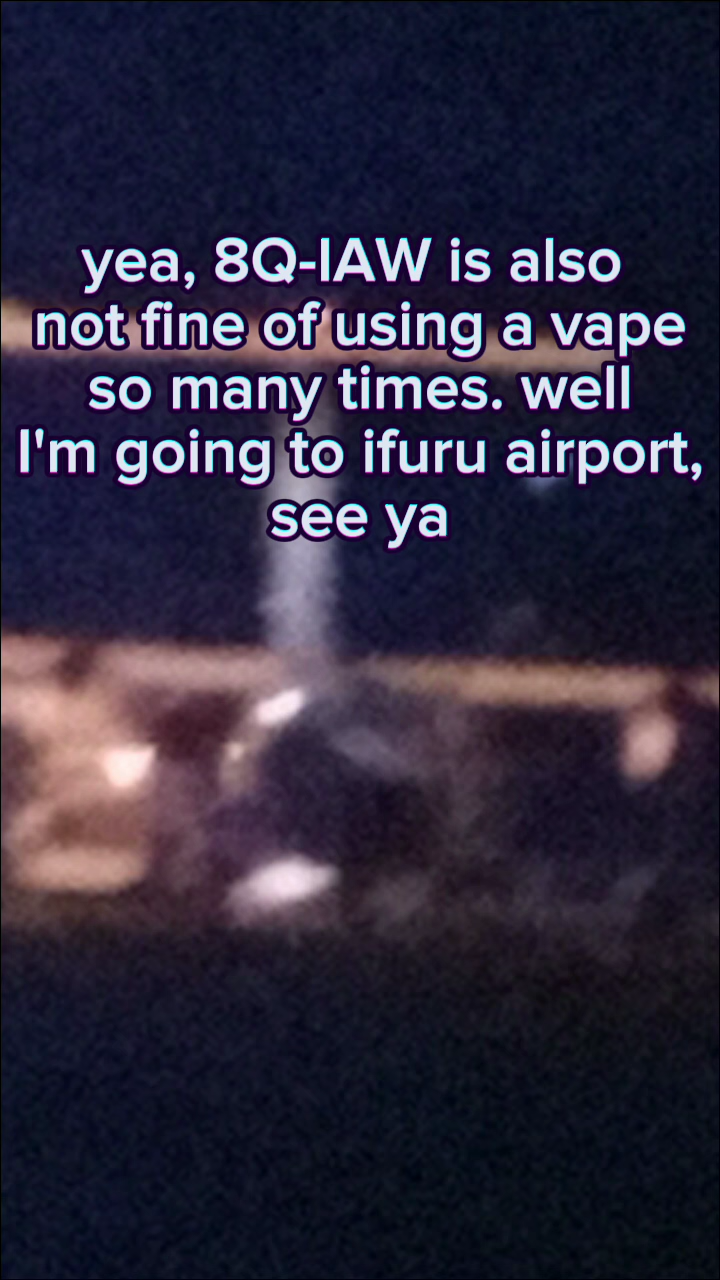 yea, 8Q-IAW is also
not fine of using a vape
so many times. well
I'm going to ifuru airport,
see ya